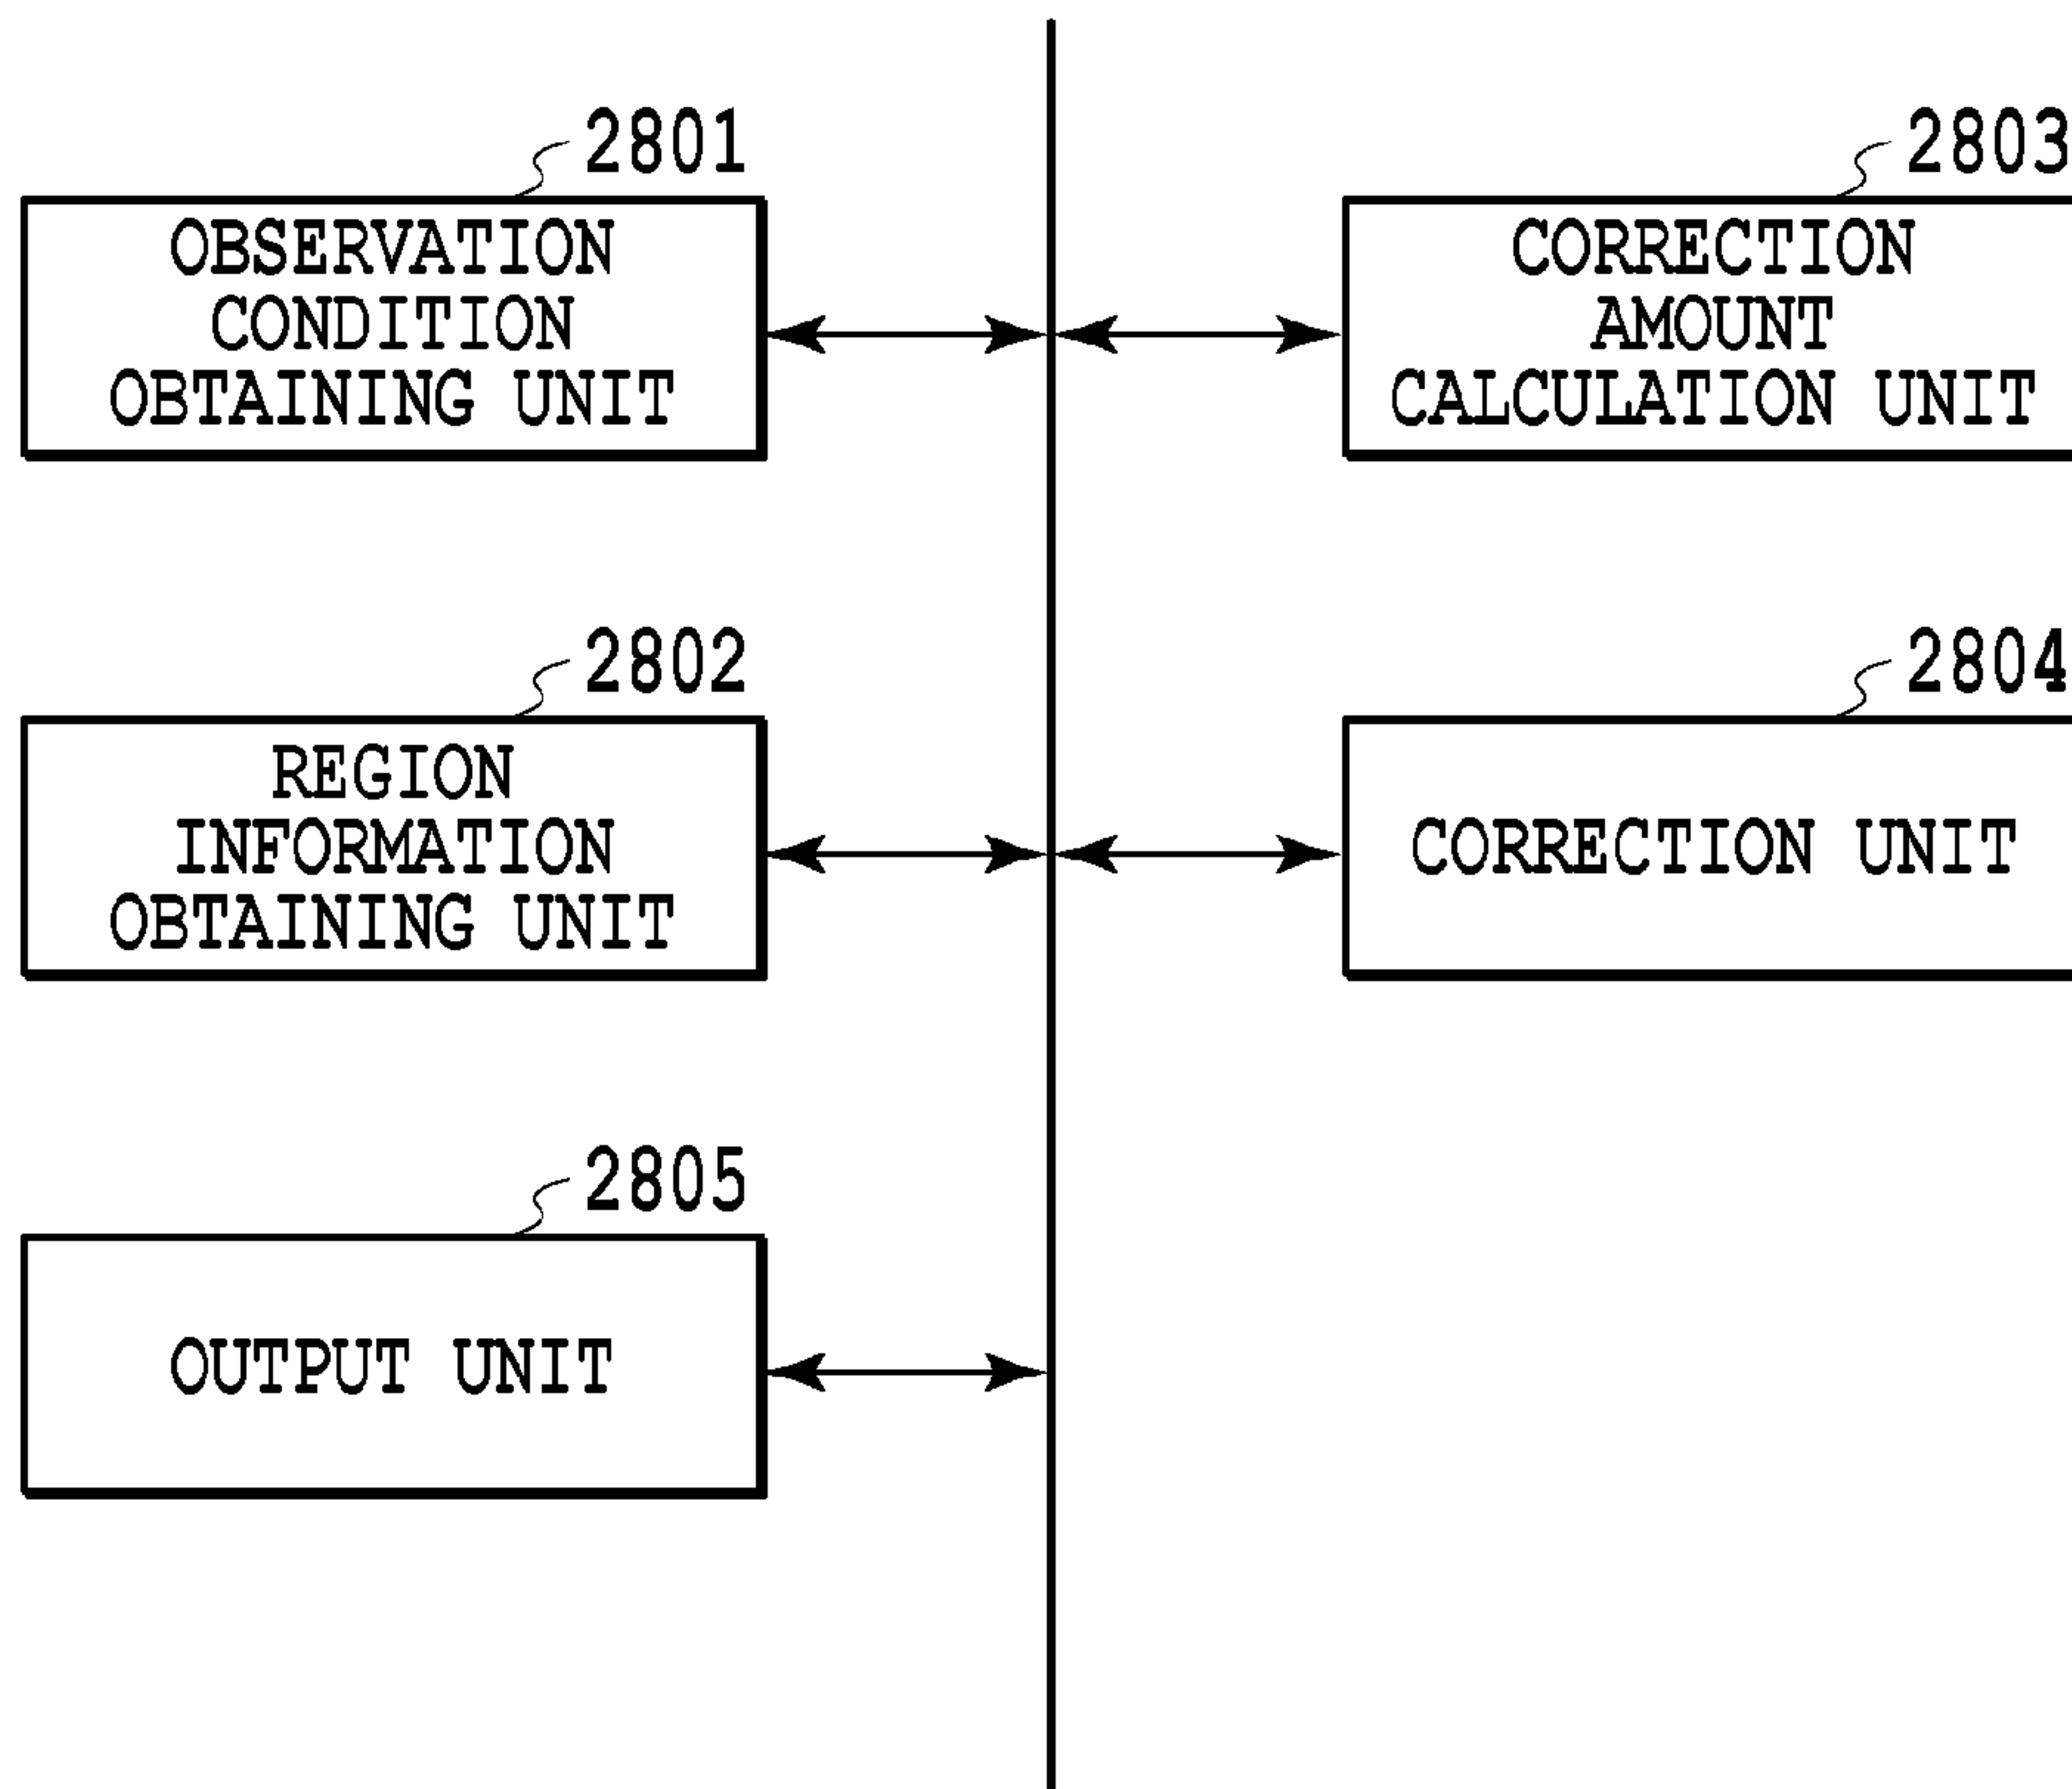 2801
OBSERVATION
CONDITION
OBTAINING UNIT
2803
CORRECTION
AMOUNT
CALCULATION UNIT
2802
REGION
INFORMATION
OBTAINING UNIT
2804
CORRECTION UNIT
2805
OUTPUT UNIT